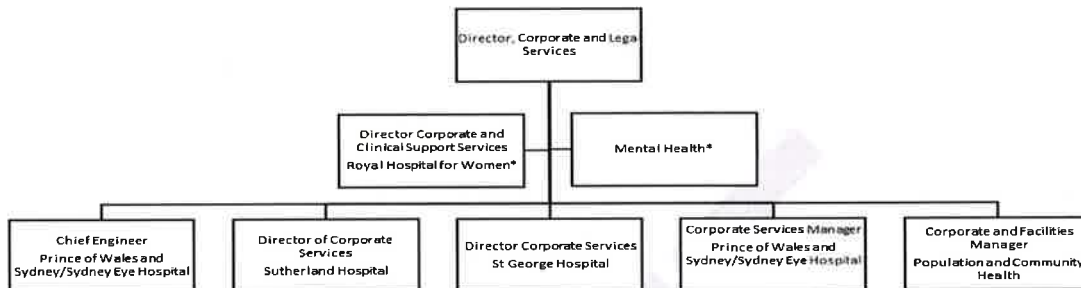 Director, Corporate and Lega
Services
Director Corporate and
Clinical Support Services
Royal Hospital for Women*
Mental Health*
Chief Engineer
Prince of Wales and
Sydney/Sydney Eye Hospital
Director of Corporate
Services
Sutherland Hospital
Director Corporate Services
St George Hospital
Corporate Services Manager
Prince of Wales and
Sydney/Sydney Eye Hospital
Corporate and Facilities
Manager
Population and Community
Health